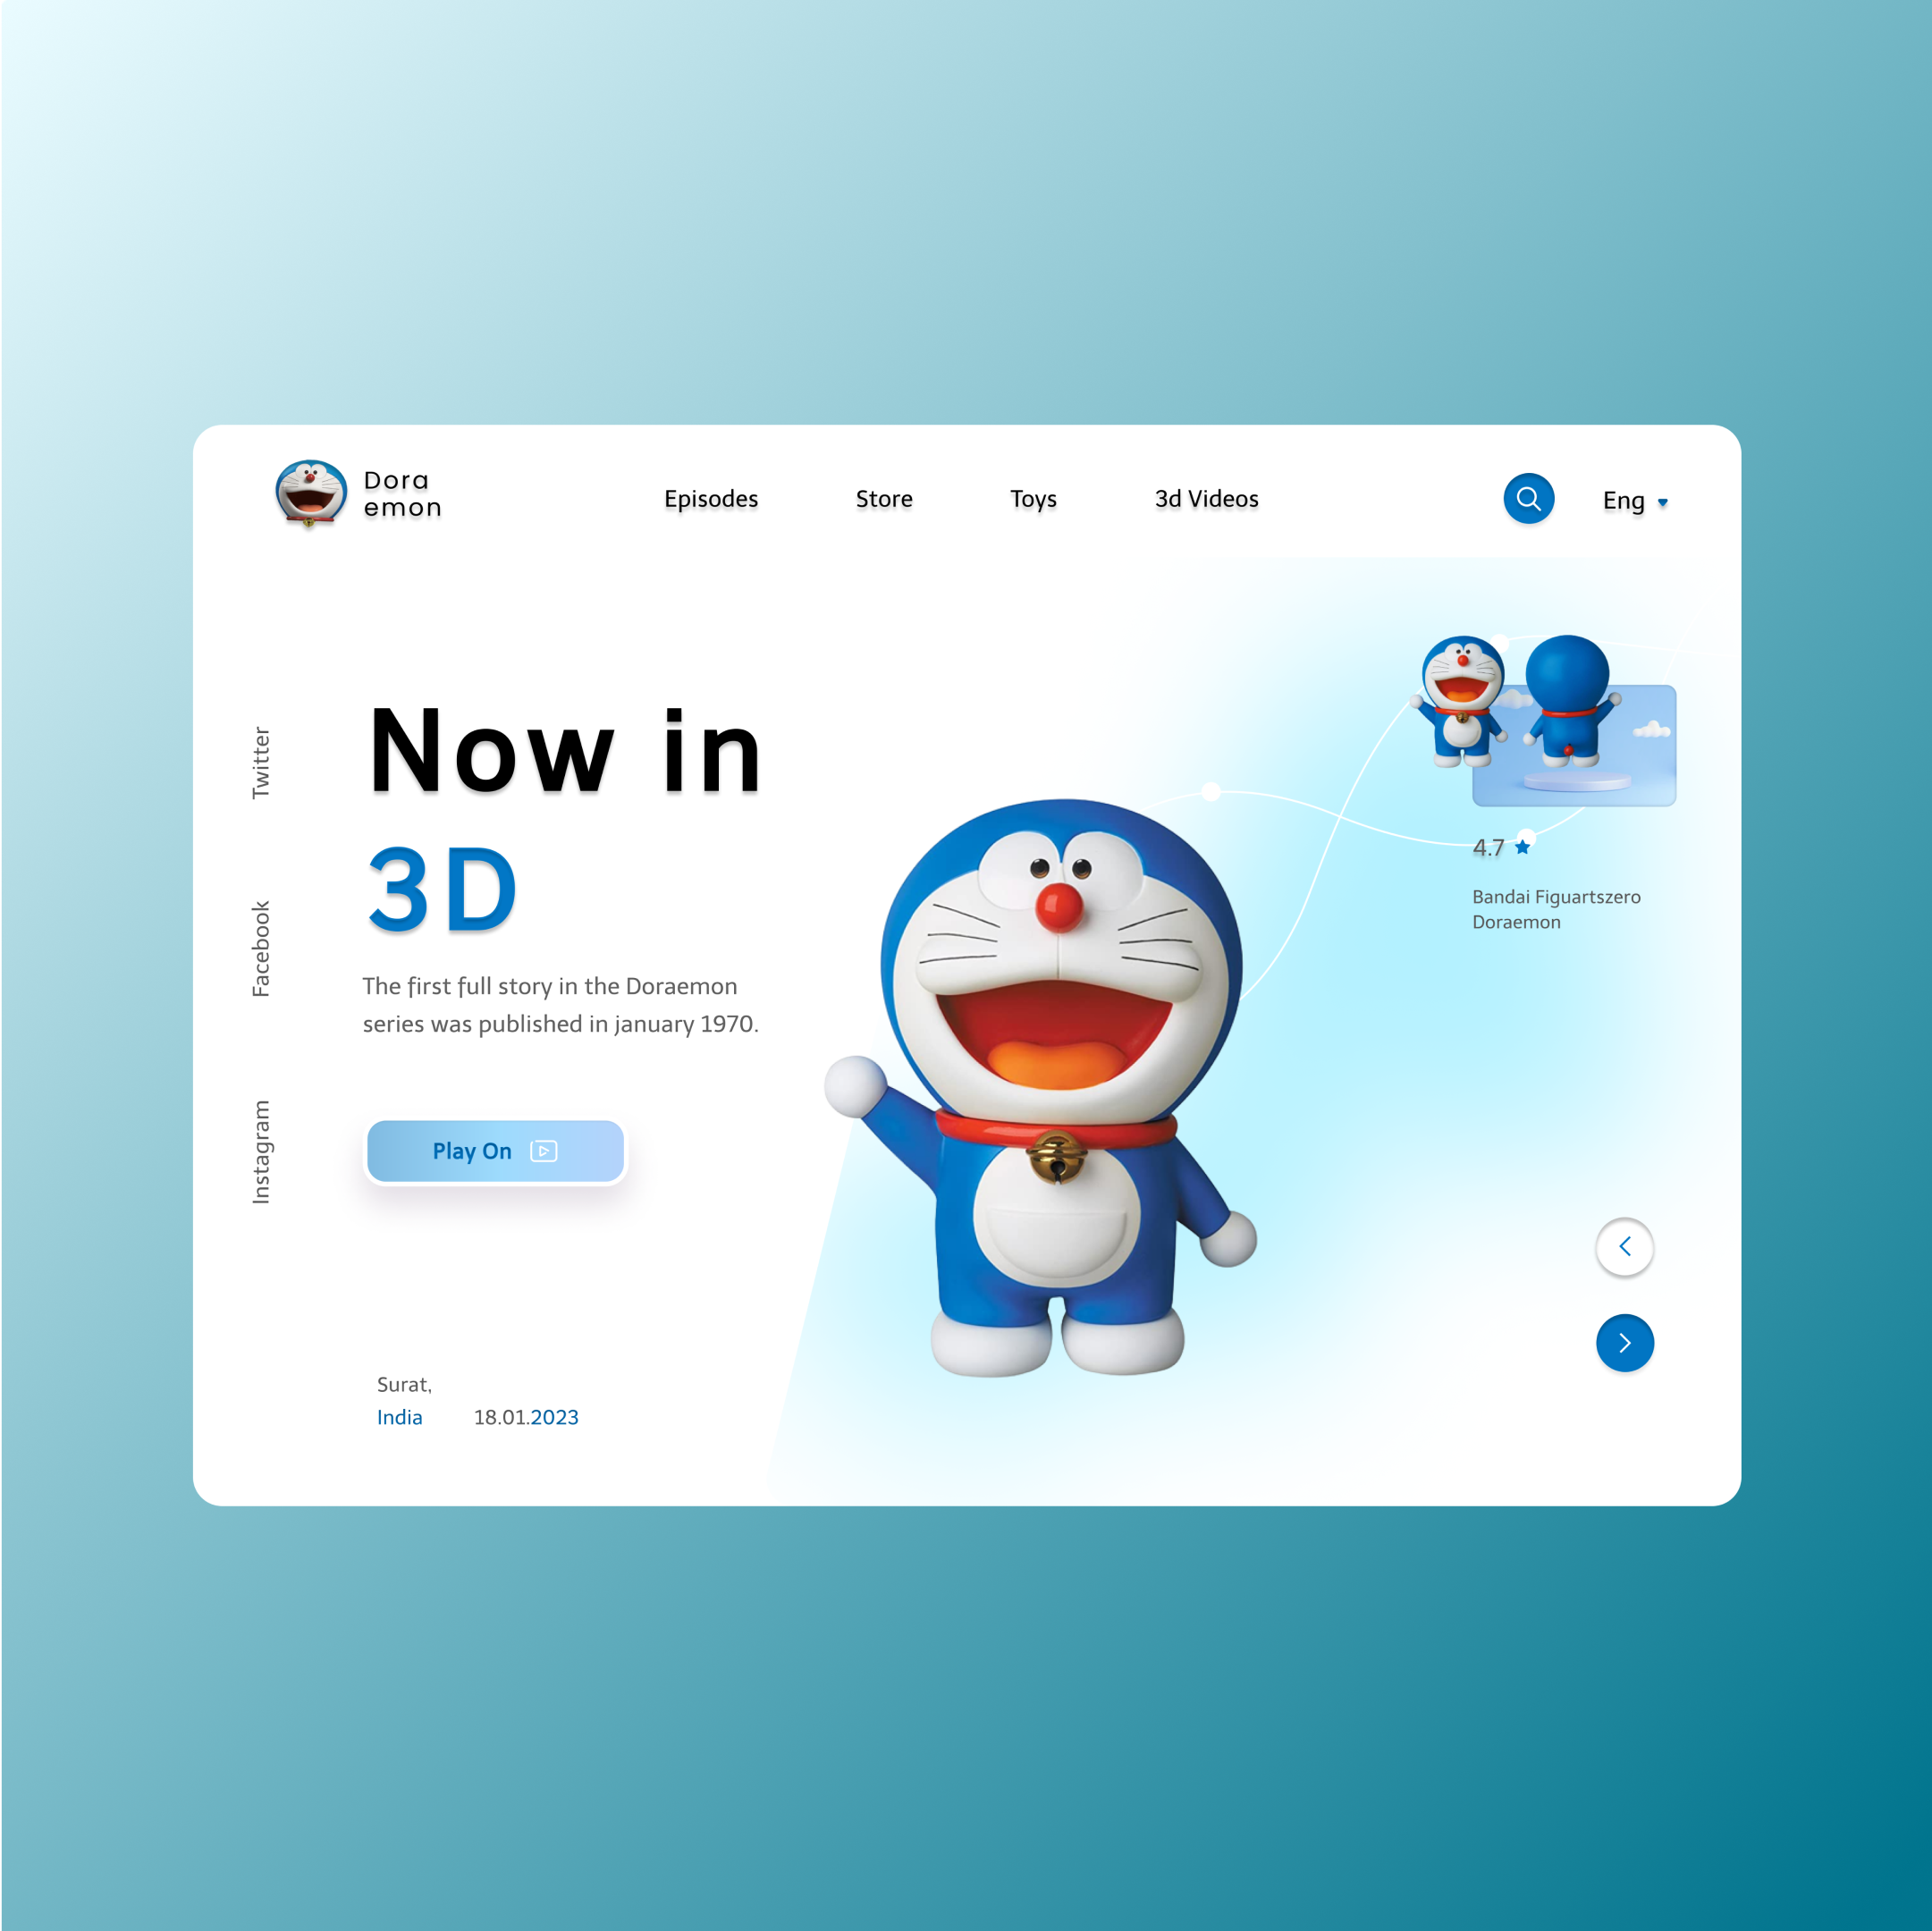 Dora
emon
Episodes
Store
Toys
3d Videos
Eng
Twitter
Facebook
Instagram
Now in
3D
The first full story in the Doraemon
series was published in january 1970.
Play On
4.7
Bandai Figuartszero
Doraemon
Surat,
India
18.01.2023